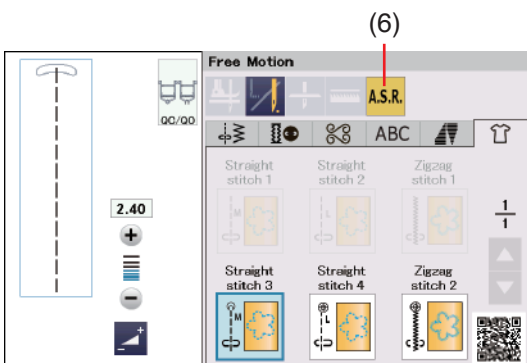 (6)
Free Motion
A.S.R.
QC/QO
ABC
Straight
stitch 1
Straight
stitch 2
Zigzag
stitch 1
M
L
2.40
1
1
Straight
stitch 3
Straight
stitch 4
Zigzag
stitch 2
M
L